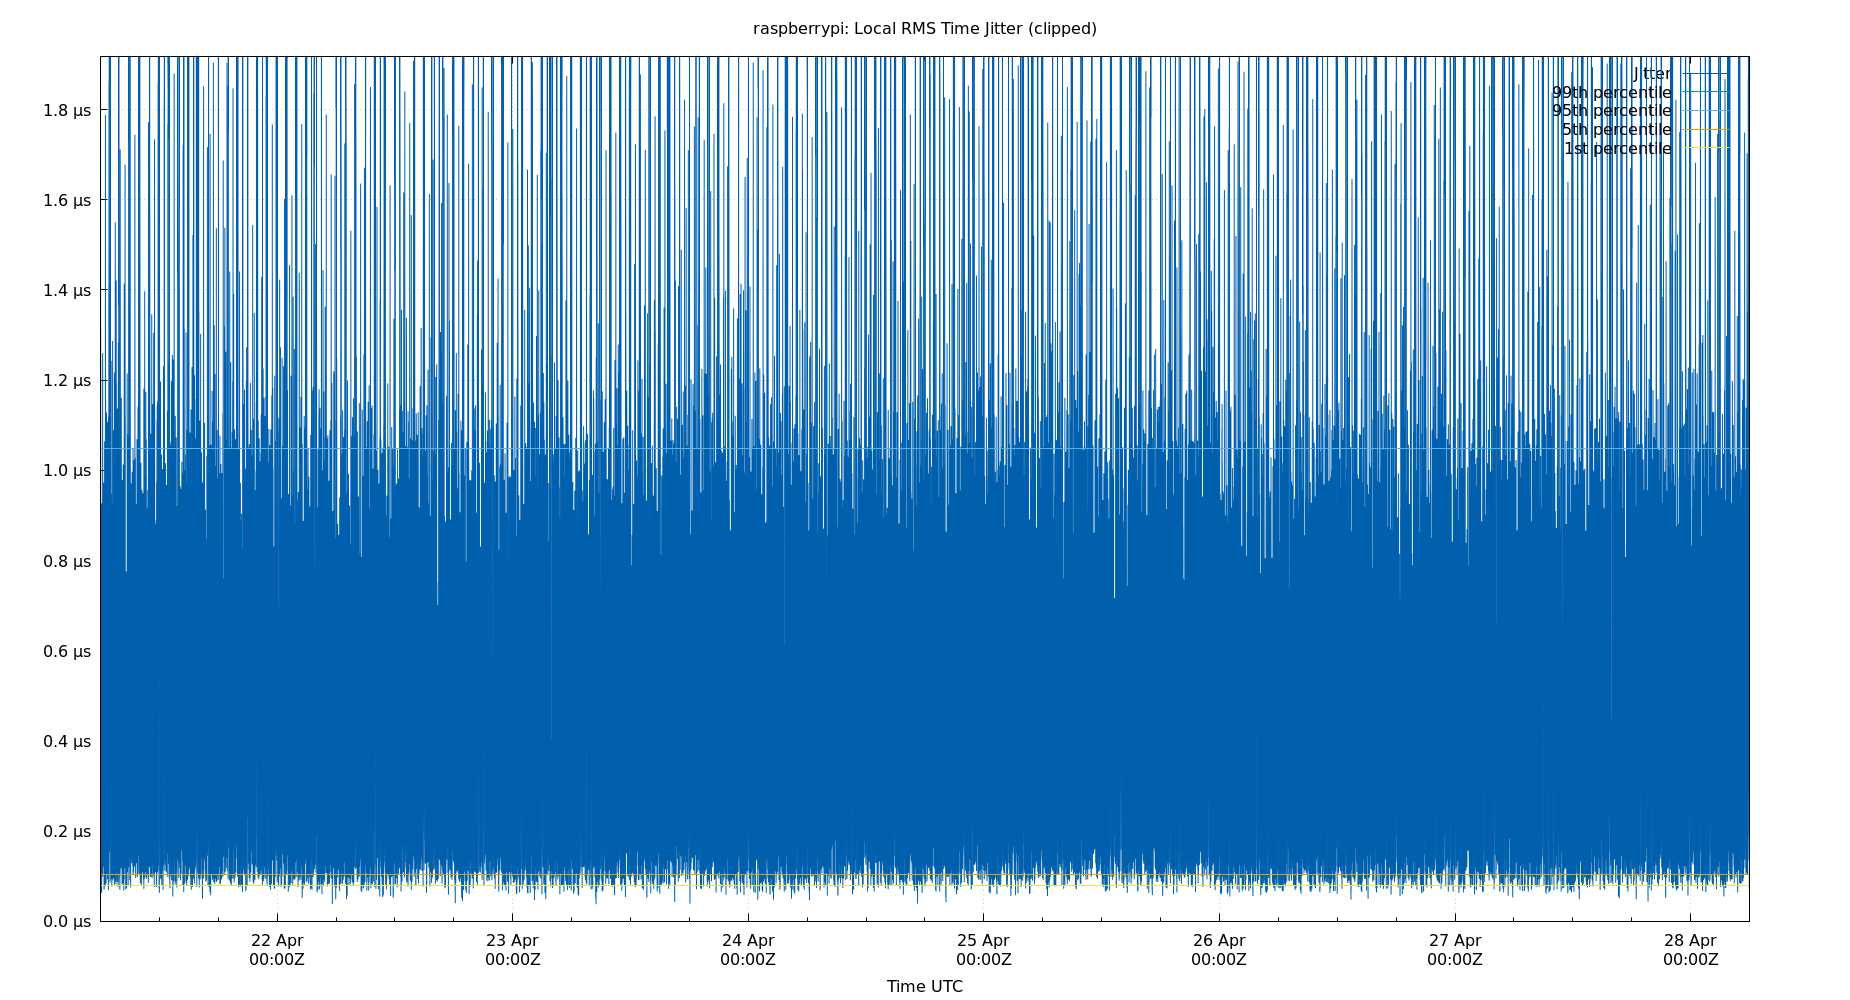 raspberrypi: Local RMS Time Jitter (clipped)
Jitter
99th percentile
95th percentile
5th percentile
1st percentile
1.8 µs
1.6 µs
1.4 µs
1.2 µs
1.0 µs
0.8 µs
0.6 µs
0.4 µs
0.2 µs
0.0 µs
22 Apr 23 Apr 24 Apr 25 Apr 26 Apr 27 Apr 28 Apr
00:00Z 00:00Z 00:00Z 00:00Z 00:00Z 00:00Z 00:00Z
Time UTC